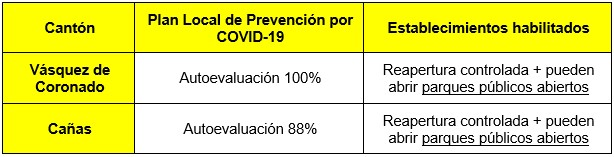 Cantón
Plan Local de Prevención por
COVID-19
Establecimientos habilitados
Vásquez de
Coronado
Autoevaluación 100%
Reapertura controlada + pueden
abrir parques públicos abiertos
Cañas
Autoevaluación 88%
Reapertura controlada + pueden
abrir parques públicos abiertos